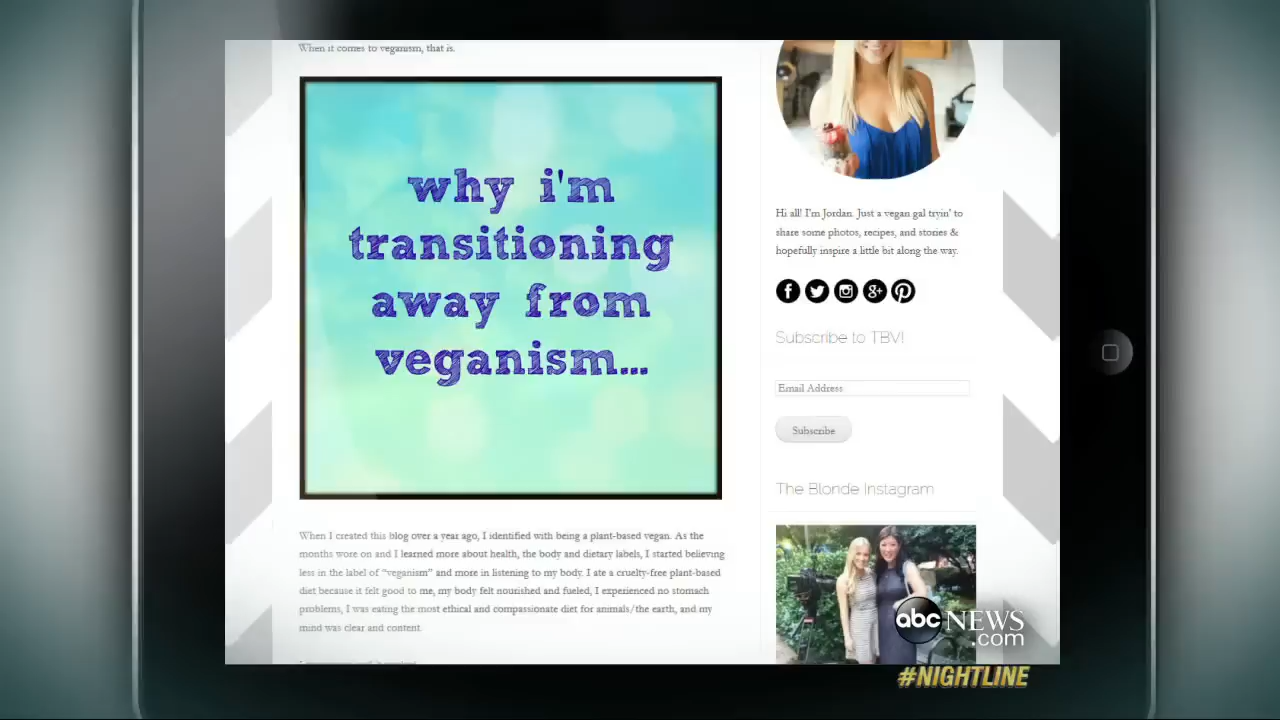 When it comes to veganism, that is.
why i'm
transitioning
away from
veganism...
When I created this blog over a year ago, I identified with being a plant-based vegan. As the
months wore on and I learned more about health, the body and dietary labels, I started believing
less in the label of “veganism” and more in listening to my body. I ate a cruelty-free plant-based
diet because it felt good to me, my body felt nourished and fueled, I experienced no stomach
problems, I was eating the most ethical and compassionate diet for animals/the earth, and my
mind was clear and content.
Hi all! I'm Jordan. Just a vegan gal tryin' to
share some photos, recipes, and stories &
hopefully inspire a little bit along the way.
Subscribe to TBV!
Email Address
Subscribe
The Blonde Instagram
abc NEWS
.com
#NIGHTLINE